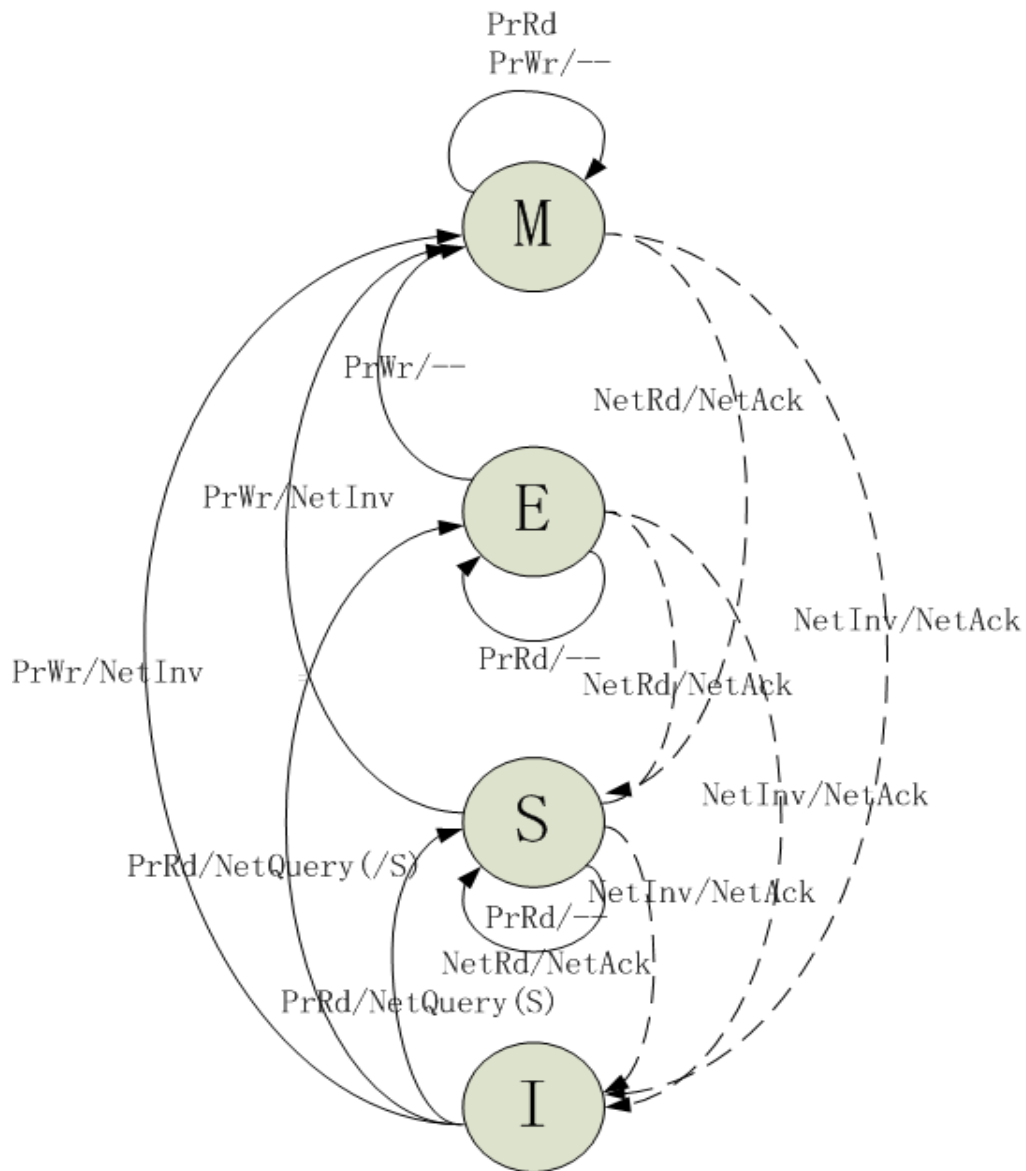 PrRd
PrWr/--
M
PrWr/--
NetRd/NetAck
PrWr/NetInv
E
NetInv/NetAck
PrRd/--
PrWr/NetInv
NetRd/NetAck
NetInv/NetAck
S
PrRd/NetQuery(/S)
NetInv/NetAck
PrRd/--
NetRd/NetAck
PrRd/NetQuery(S)
I